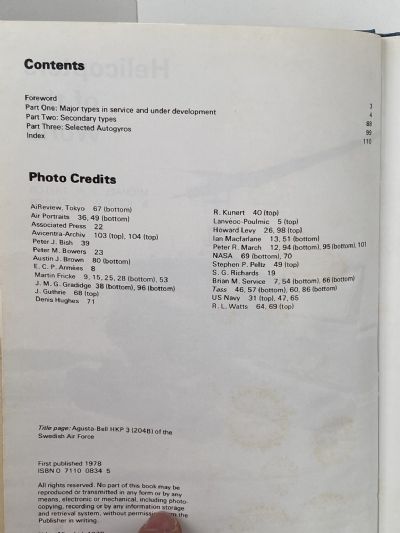 Contents
Foreword 3
Part One: Major types in service and under development 4
Part Two: Secondary types 88
Part Three: Selected Autogyros 99
Index 110
Photo Credits
AiReview, Tokyo 67 (bottom)
Air Portraits 36, 49 (bottom)
Associated Press 22
Avicentra-Archiv 103 (top), 104 (top)
Peter J. Bish 39
Peter M. Bowers 23
Austin J. Brown 80 (bottom)
E. C. P. Armées 8
Martin Fricke 9, 15, 25, 28 (bottom), 53
J. M. G. Gradidge 38 (bottom), 96 (bottom)
J. Guthrie 68 (top)
Denis Hughes 71
R. Kunert 40 (top)
Lanveoc-Poulmic 5 (top)
Howard Levy 26, 98 (top)
Ian Macfarlane 13, 51 (bottom)
Peter R. March 12, 94 (bottom), 95 (bottom), 101
NASA 69 (bottom), 70
Stephen P. Peltz 49 (top)
S. G. Richards 19
Brian M. Service 7, 54 (bottom), 66 (bottom)
Tass 46, 57 (bottom), 60, 86 (bottom)
US Navy 31 (top), 47, 65
R. L. Watts 64, 69 (top)
Title page: Agusta-Bell HKP 3 (204B) of the
Swedish Air Force
First published 1978
ISBN 0 7110 0834 5
All rights reserved. No part of this book may be
reproduced or transmitted in any form or by any
means, electronic or mechanical, including photo-
copying, recording or by any information storage
and retrieval system, without permission from the
Publisher in writing.